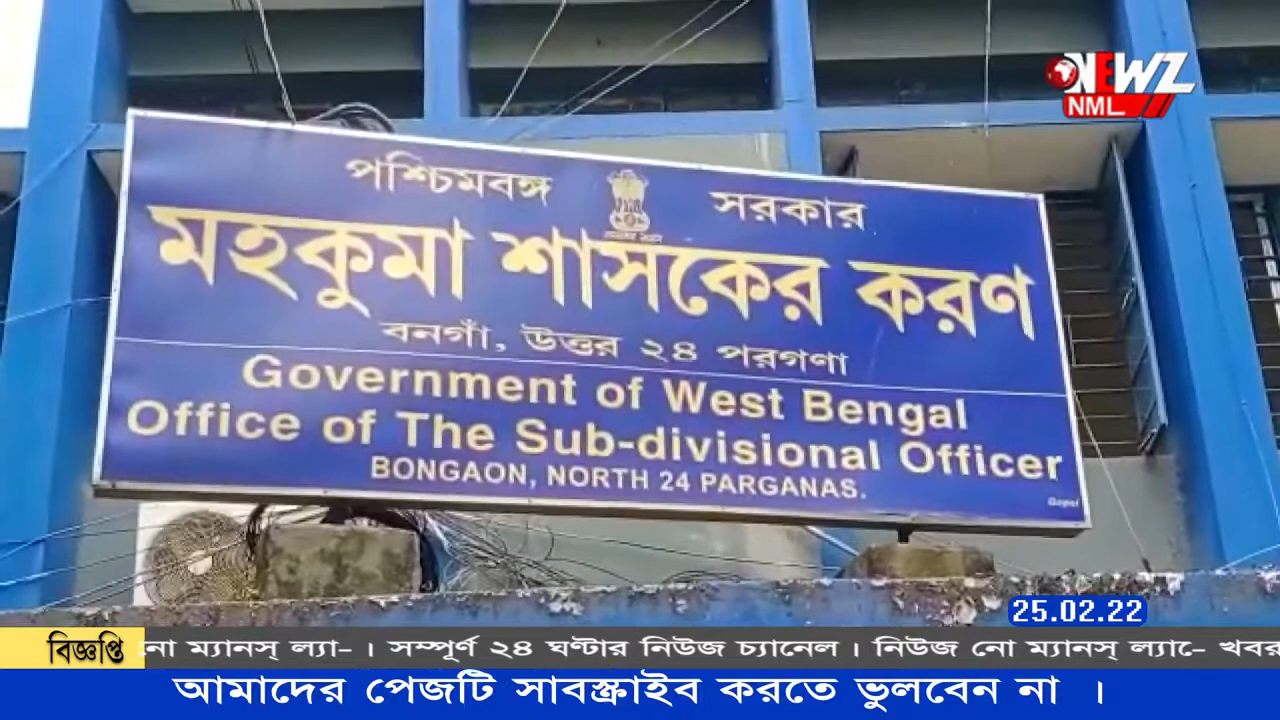 NEWZ
NML
পশ্চিমবঙ্গ সরকার
মহকুমা শাসকের করণ
বনগাঁ, উত্তর ২৪ পরগণা
Government of West Bengal
Office of The Sub-divisional Officer
BONGAON, NORTH 24 PARGANAS.
Gopal
25.02.22
বিজ্ঞপ্তি নো ম্যানস্ ল্যা- । সম্পূর্ণ ২৪ ঘণ্টার নিউজ চ্যানেল । নিউজ নো ম্যানস্ ল্যা- খবর
আমাদের পেজটি সাবস্ক্রাইব করতে ভুলবেন না ।